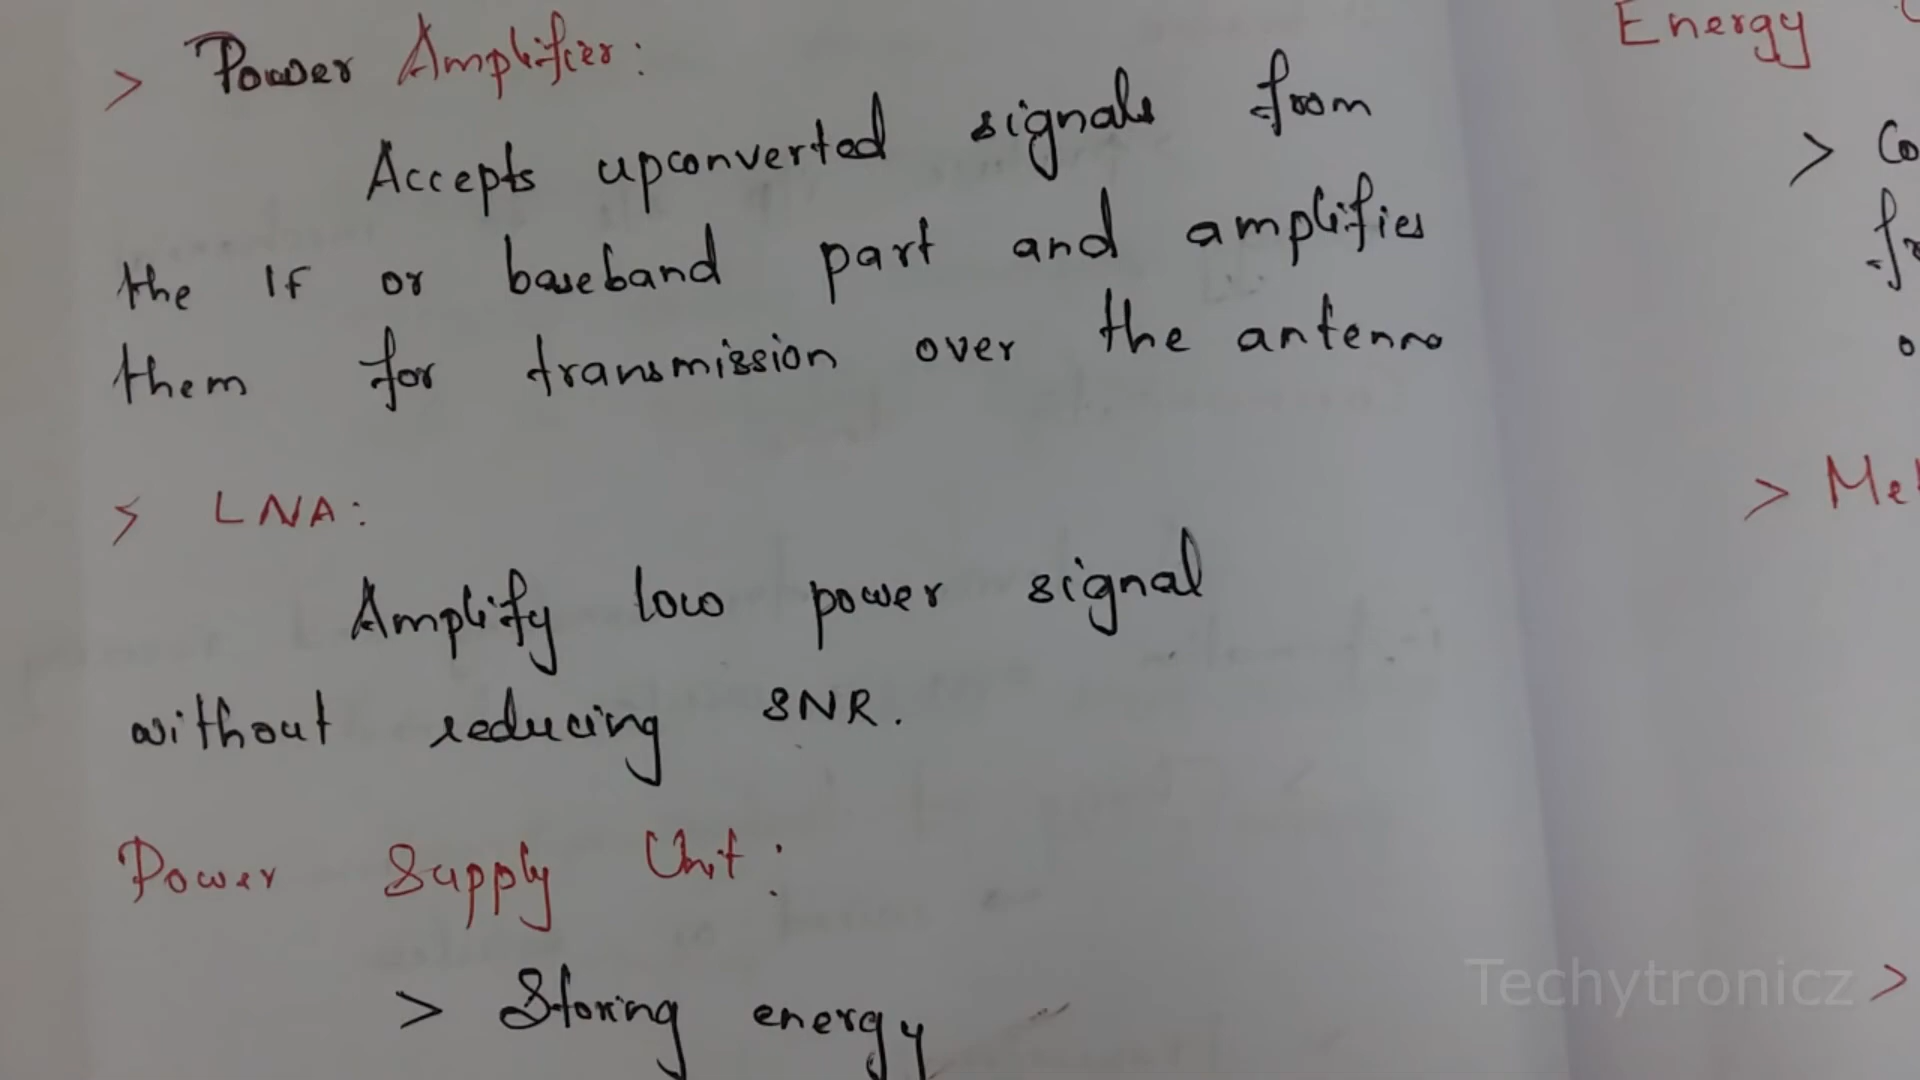 > Power Amplifier:
Accepts upconverted signals from
the IF or baseband part and amplifies
them for transmission over the antenna
> LNA:
Amplify low power signal
without reducing SNR.
Power Supply Unit:
> Storing energy
Energy
>
>
>
Techytronicz